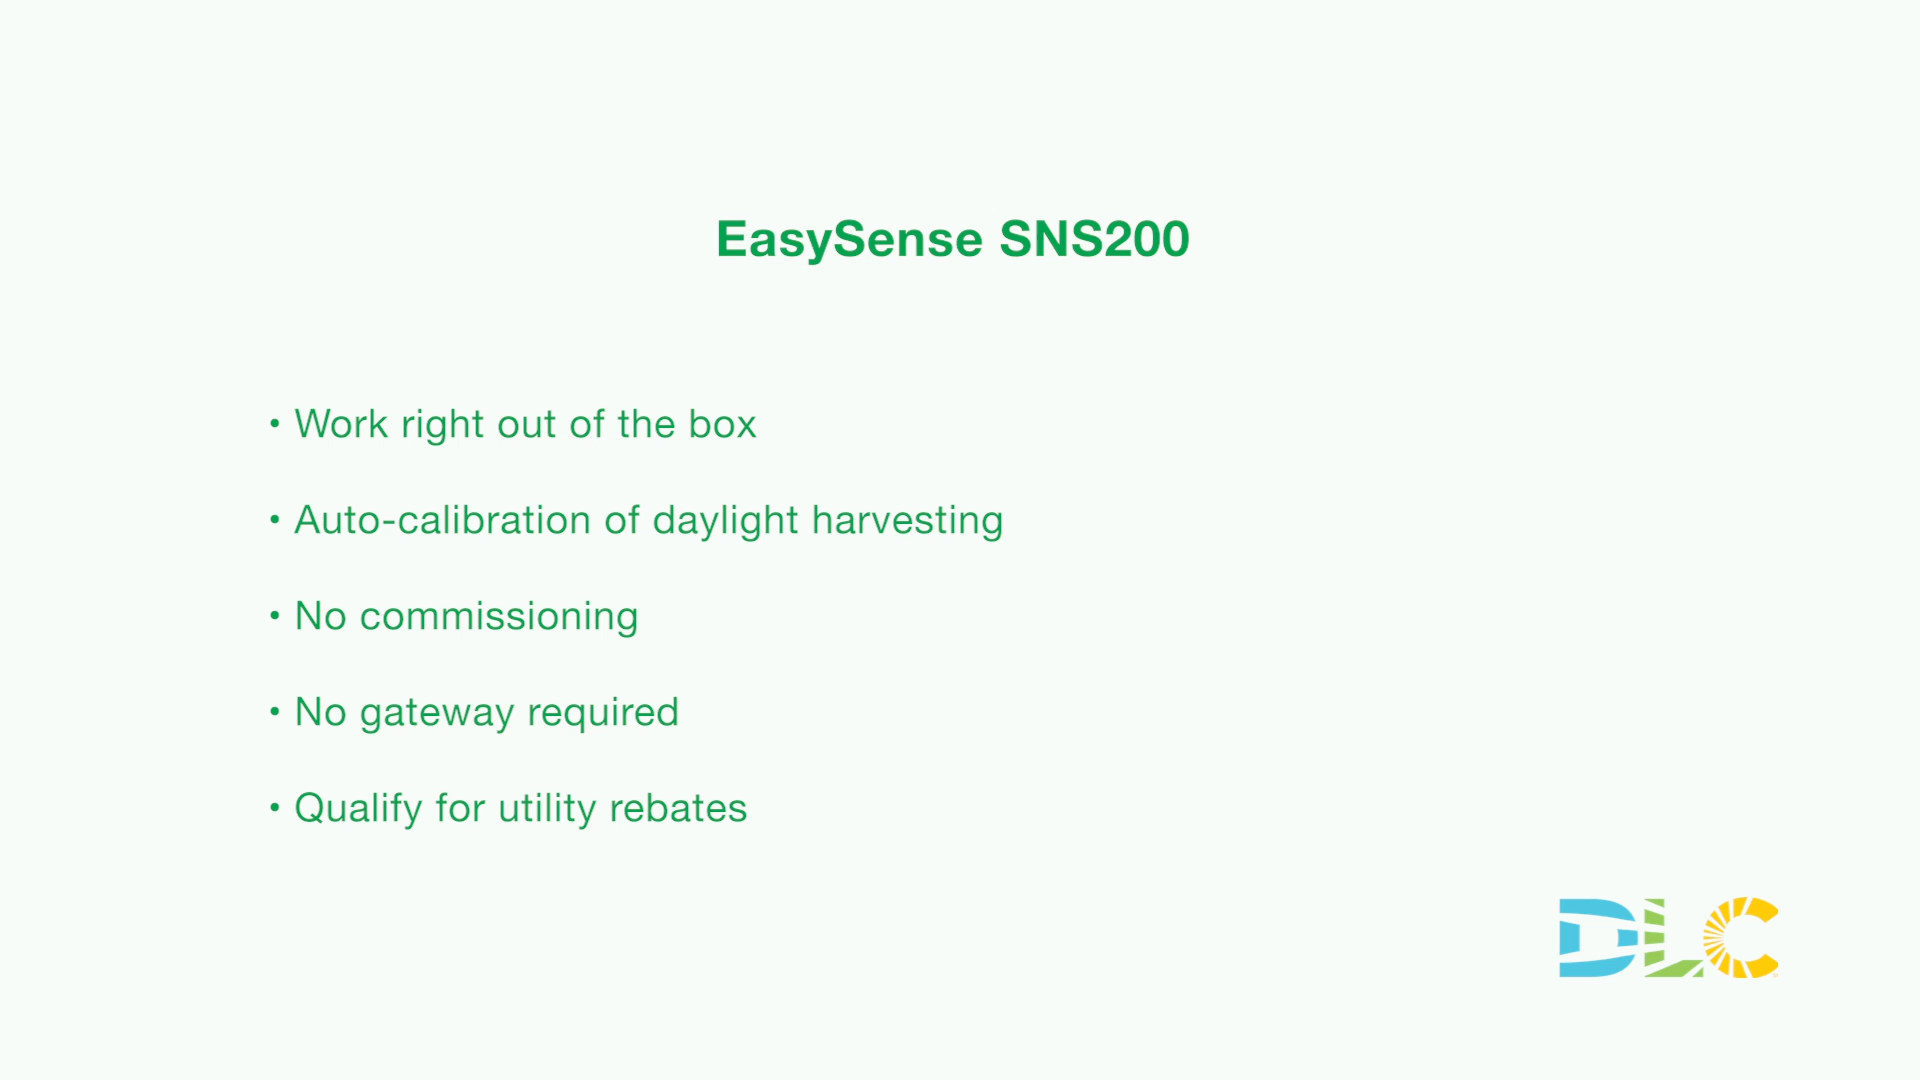 EasySense SNS200
• Work right out of the box
• Auto-calibration of daylight harvesting
• No commissioning
• No gateway required
• Qualify for utility rebates
DLC